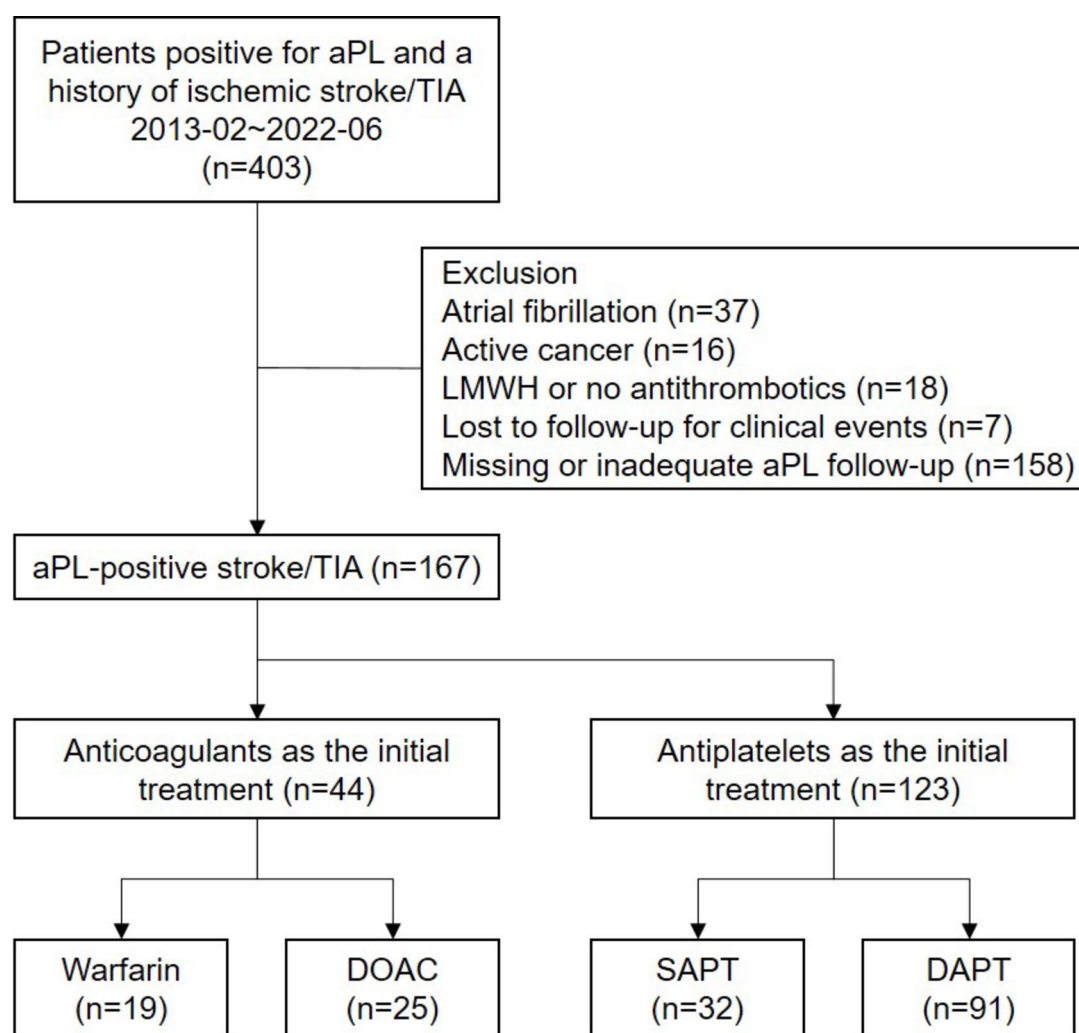 Patients positive for aPL and a
history of ischemic stroke/TIA
2013-02~2022-06
(n=403)
Exclusion
Atrial fibrillation (n=37)
Active cancer (n=16)
LMWH or no antithrombotics (n=18)
Lost to follow-up for clinical events (n=7)
Missing or inadequate aPL follow-up (n=158)
aPL-positive stroke/TIA (n=167)
Anticoagulants as the initial
treatment (n=44)
Antiplatelets as the initial
treatment (n=123)
Warfarin
(n=19)
DOAC
(n=25)
SAPT
(n=32)
DAPT
(n=91)